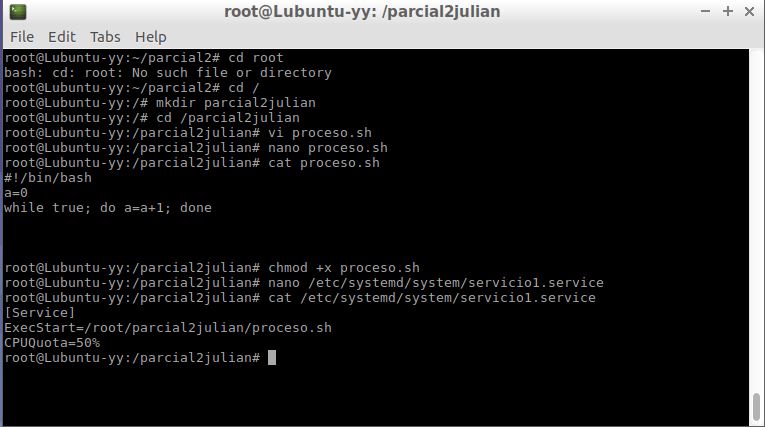 root@Lubuntu-yy: /parcial2julian
File Edit Tabs Help
root@Lubuntu-yy:~/parcial2# cd root
bash: cd: root: No such file or directory
root@Lubuntu-yy:~/parcial2# cd /
root@Lubuntu-yy:/# mkdir parcial2julian
root@Lubuntu-yy:/# cd /parcial2julian
root@Lubuntu-yy:/parcial2julian# vi proceso.sh
root@Lubuntu-yy:/parcial2julian# nano proceso.sh
root@Lubuntu-yy:/parcial2julian# cat proceso.sh
#!/bin/bash
a=0
while true; do a=a+1; done
root@Lubuntu-yy:/parcial2julian# chmod +x proceso.sh
root@Lubuntu-yy:/parcial2julian# nano /etc/systemd/system/servicio1.service
root@Lubuntu-yy:/parcial2julian# cat /etc/systemd/system/servicio1.service
[Service]
ExecStart=/root/parcial2julian/proceso.sh
CPUQuota=50%
root@Lubuntu-yy:/parcial2julian#